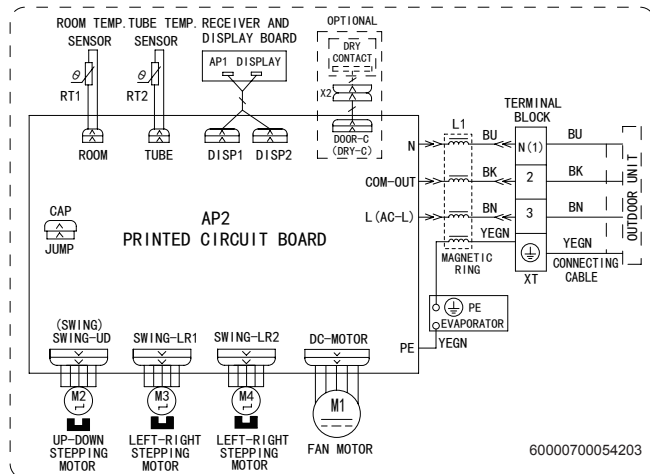 ROOM TEMP. TUBE TEMP. RECEIVER AND OPTIONAL
SENSOR SENSOR DISPLAY BOARD
DRY
CONTACT
AP1 DISPLAY
θ θ
RT1 RT2
X2
ROOM TUBE DISP1 DISP2
DOOR-C
(DRY-C)
L1
TERMINAL
BLOCK
N BU N(1) BU
COM-OUT BK 2 BK
L(AC-L) BN 3 BN
YEGN YEGN
OUTDOOR UNIT
MAGNETIC
RING
XT
CONNECTING
CABLE
CAP
JUMP
AP2
PRINTED CIRCUIT BOARD
PE
EVAPORATOR
PE YEGN
(SWING)
SWING-UD SWING-LR1 SWING-LR2 DC-MOTOR
M2 M3 M4 M1
UP-DOWN
STEPPING
MOTOR
LEFT-RIGHT
STEPPING
MOTOR
LEFT-RIGHT
STEPPING
MOTOR
FAN MOTOR
60000700054203